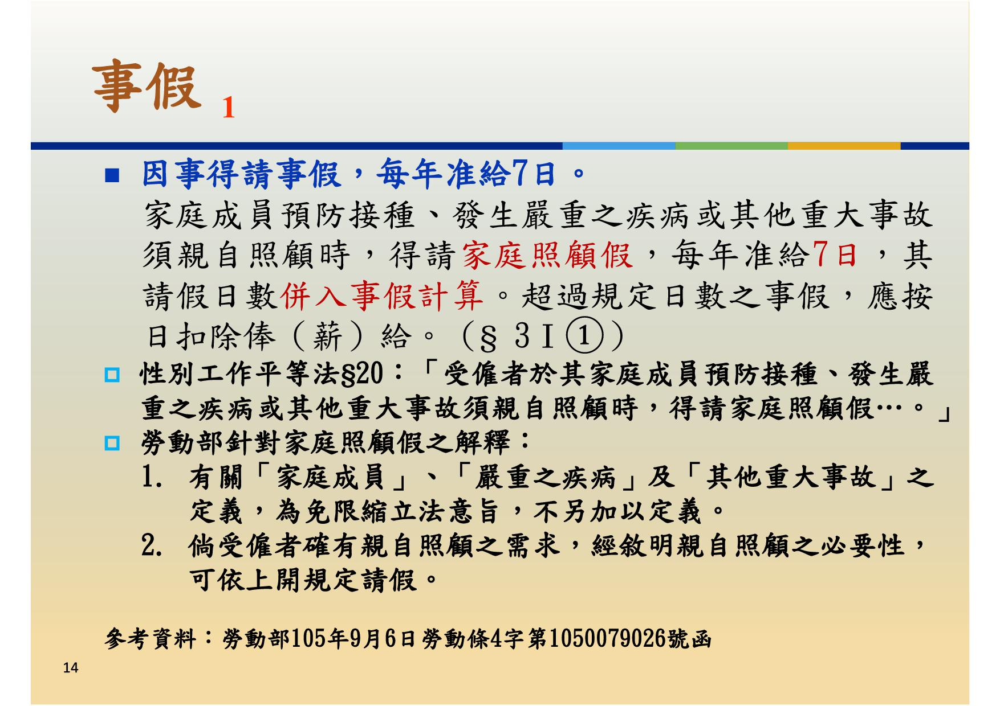 事假 1
因事得請事假，每年准給7日。
家庭成員預防接種、發生嚴重之疾病或其他重大事故
須親自照顧時，得請家庭照顧假，每年准給7日，其
請假日數併入事假計算。超過規定日數之事假，應按
日扣除俸（薪）給。（§3Ⅰ①）
性別工作平等法§20：「受僱者於其家庭成員預防接種、發生嚴
重之疾病或其他重大事故須親自照顧時，得請家庭照顧假…。」
勞動部針對家庭照顧假之解釋：
1. 有關「家庭成員」、「嚴重之疾病」及「其他重大事故」之
定義，為免限縮立法意旨，不另加以定義。
2. 倘受僱者確有親自照顧之需求，經敘明親自照顧之必要性，
可依上開規定請假。
參考資料：勞動部105年9月6日勞動條4字第1050079026號函
14